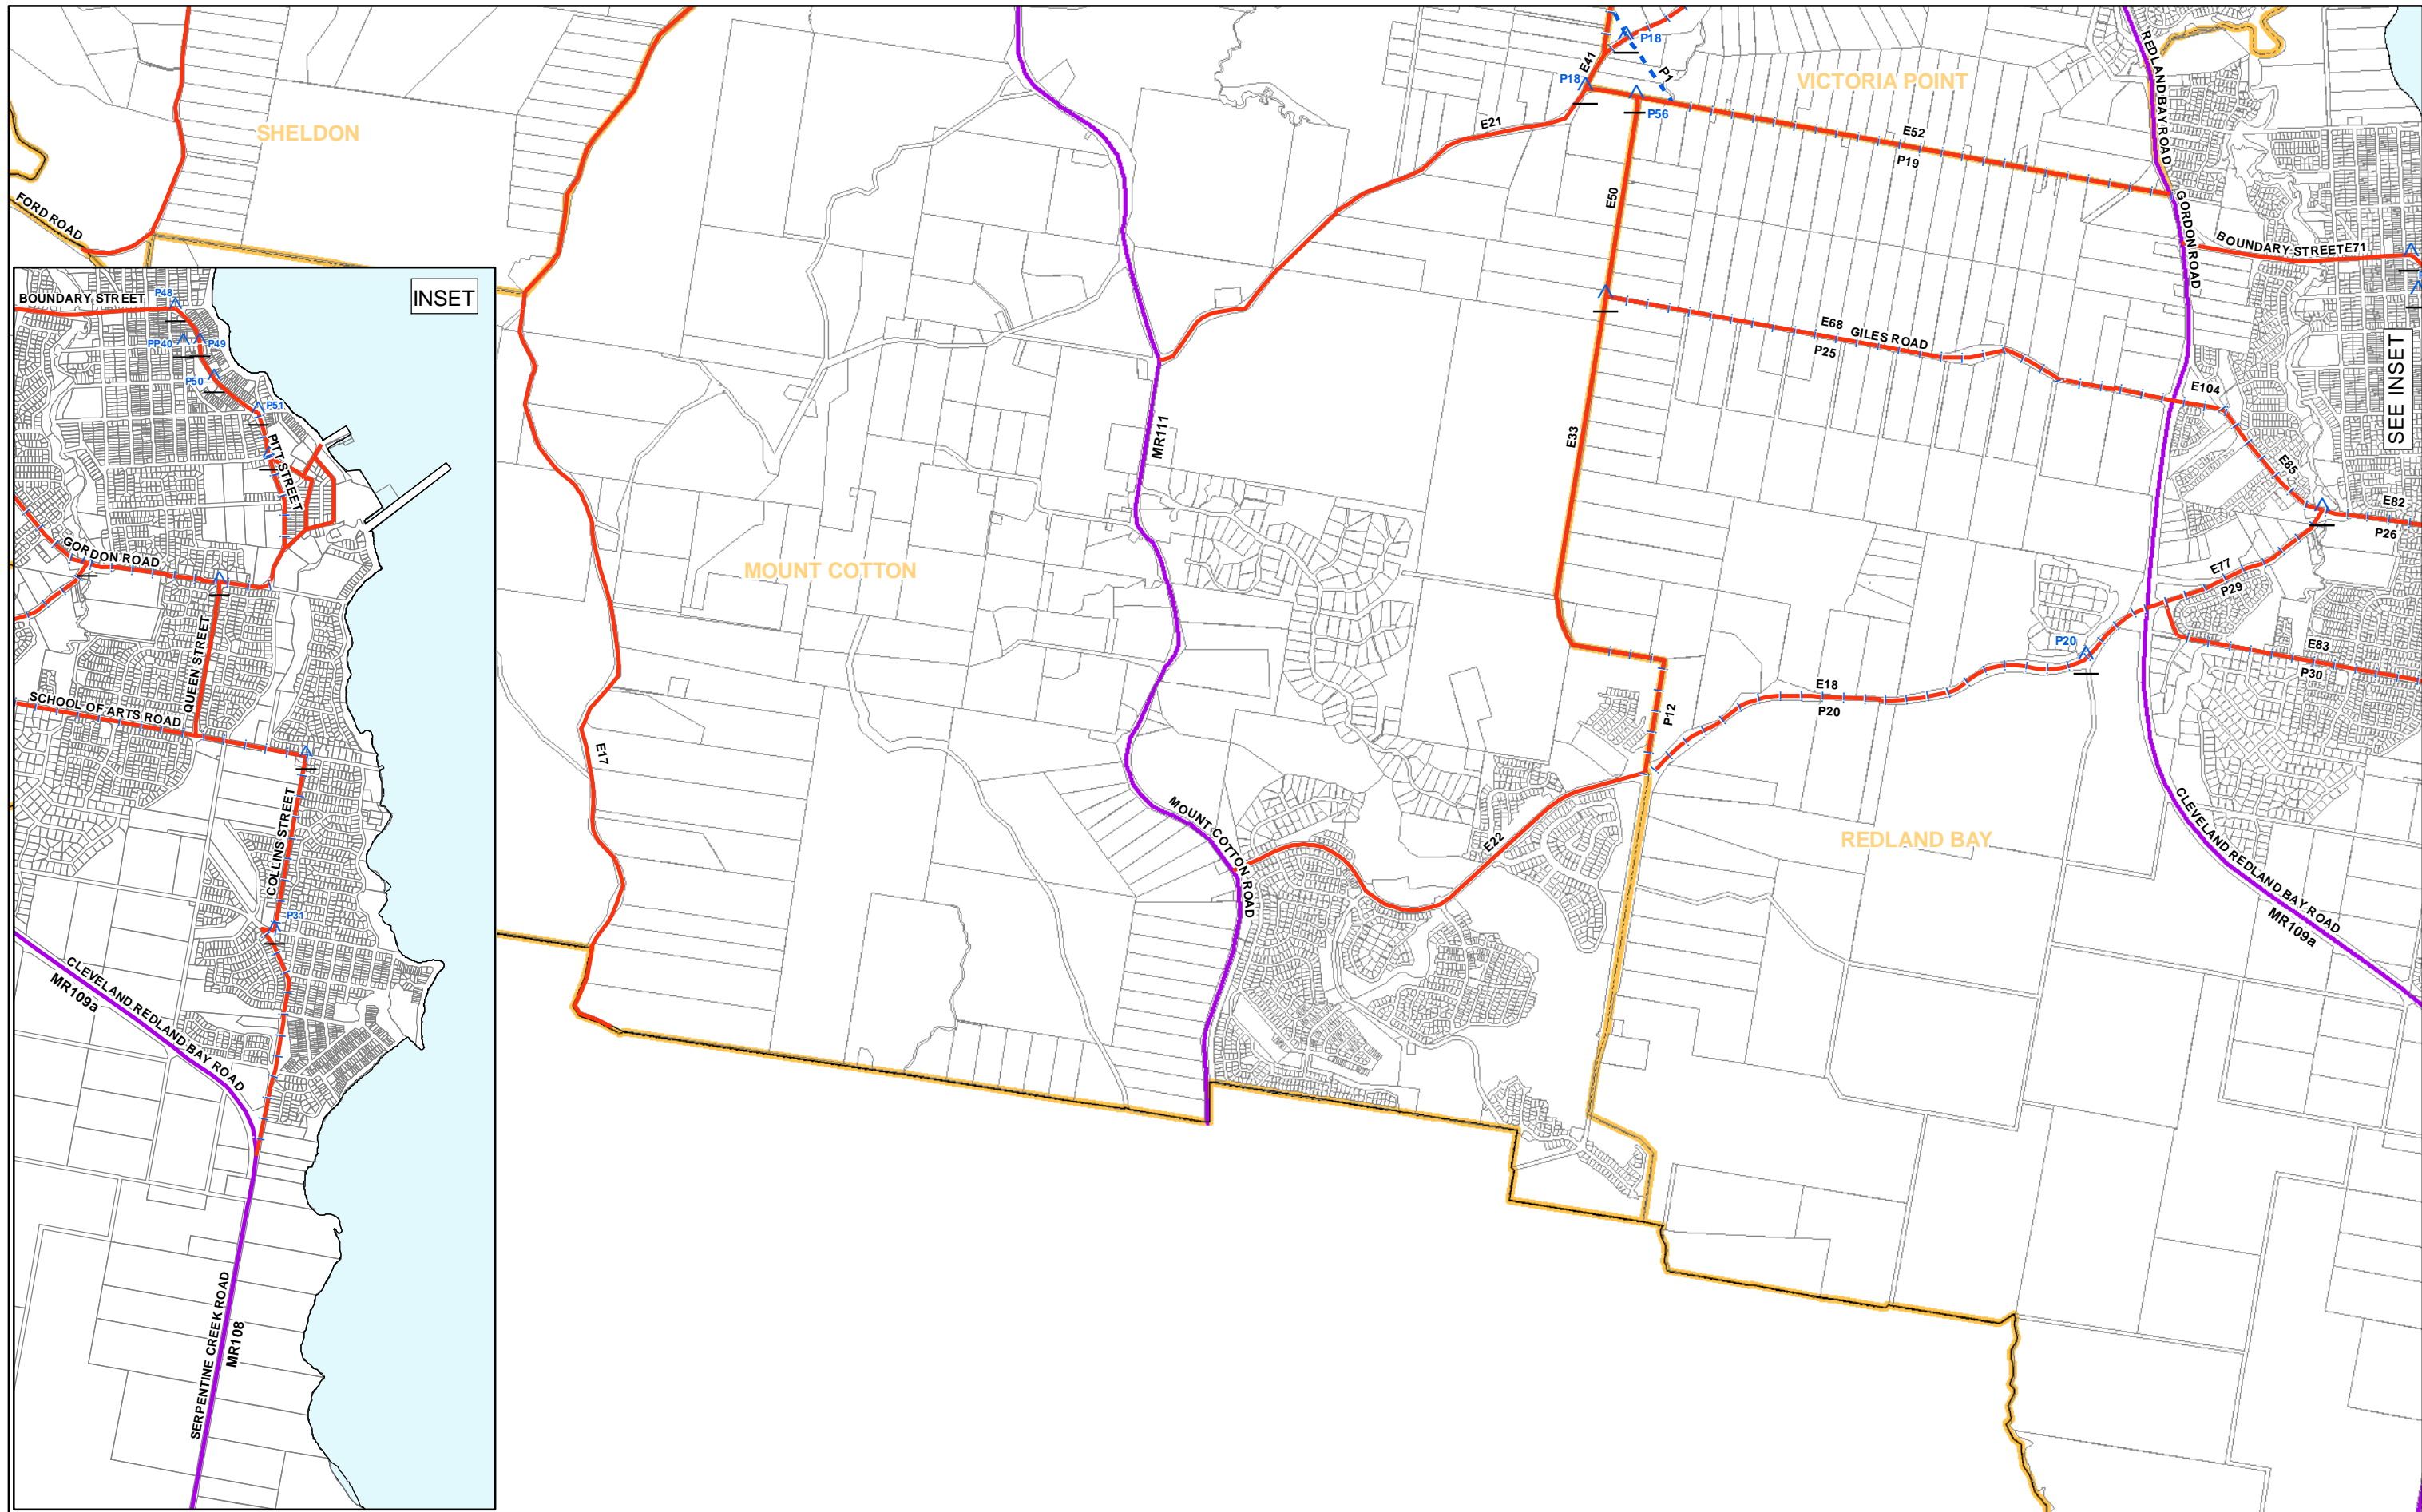 P18
E41
P1
P18
P56
VICTORIA POINT
REDLAND BAY ROAD
SHELDON
E21
E52
P19
E50
FORD ROAD
GORDON ROAD
BOUNDARY STREET E71
E68 GILES ROAD
P25
SEE INSET
E104
E33
MR111
E85
E82
P26
MOUNT COTTON
E77
P29
P20
E83
P30
E18
P20
P12
E17
MOUNT COTTON ROAD
E22
REDLAND BAY
CLEVELAND REDLAND BAY ROAD
MR109a
INSET
BOUNDARY STREET
P48
PP40
P49
P50
P51
PITT STREET
GORDON ROAD
QUEEN STREET
SCHOOL OF ARTS ROAD
COLLINS STREET
P31
CLEVELAND REDLAND BAY ROAD
MR109a
SERPENTINE CREEK ROAD
MR108